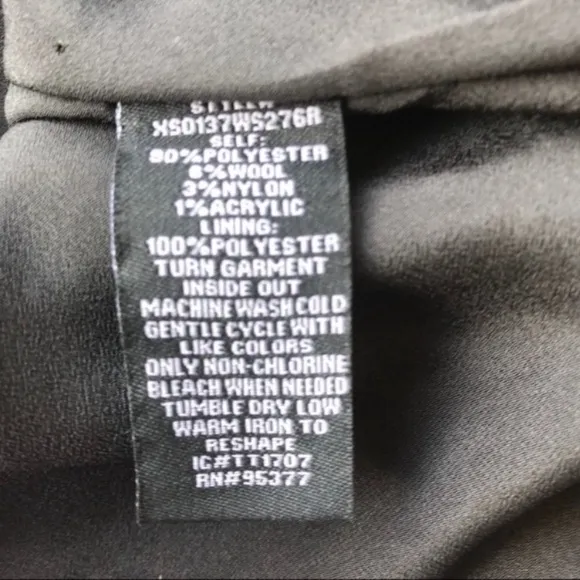 XS0137WS276R
SELF:
90%POLYESTER
6%WOOL
3%NYLON
1%ACRYLIC
LINING:
100%POLYESTER
TURN GARMENT
INSIDE OUT
MACHINE WASH COLD
GENTLE CYCLE WITH
LIKE COLORS
ONLY NON-CHLORINE
BLEACH WHEN NEEDED
TUMBLE DRY LOW
WARM IRON TO
RESHAPE
IC#TT1707
RN#95377